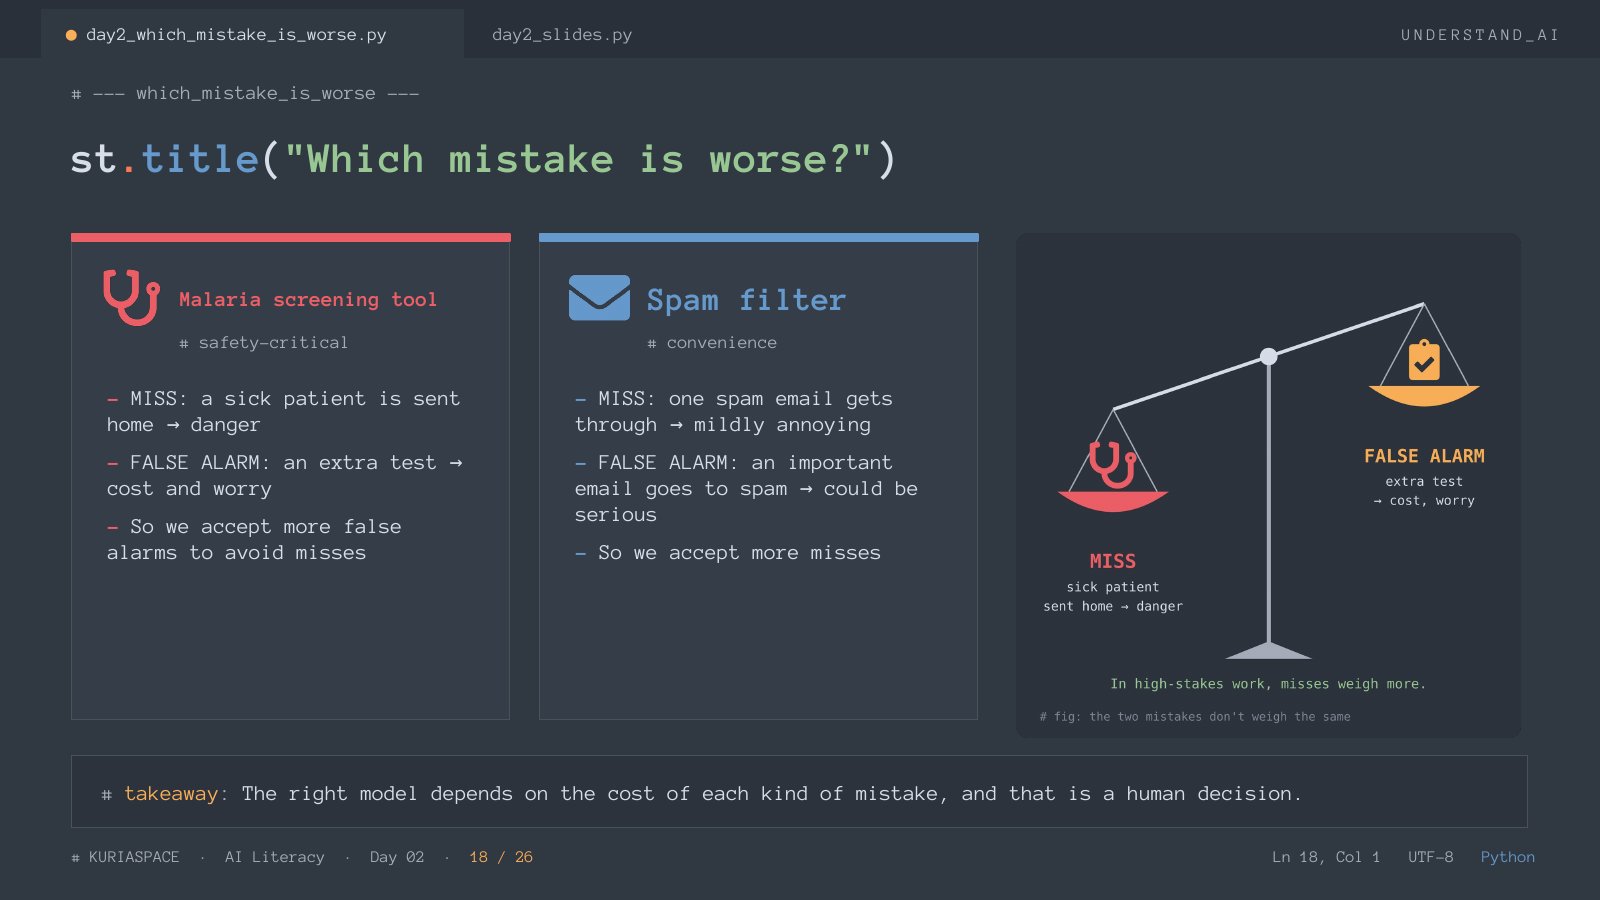 day2_which_mistake_is_worse.py
day2_slides.py
UNDERSTAND_AI
# --- which_mistake_is_worse ---
st.title("Which mistake is worse?")
Malaria screening tool
# safety-critical
- MISS: a sick patient is sent
home → danger
- FALSE ALARM: an extra test →
cost and worry
- So we accept more false
alarms to avoid misses
Spam filter
# convenience
- MISS: one spam email gets
through → mildly annoying
- FALSE ALARM: an important
email goes to spam → could be
serious
- So we accept more misses
FALSE ALARM
extra test
→ cost, worry
MISS
sick patient
sent home → danger
In high-stakes work, misses weigh more.
# fig: the two mistakes don't weigh the same
# takeaway: The right model depends on the cost of each kind of mistake, and that is a human decision.
# KURIASPACE · AI Literacy · Day 02 · 18 / 26
Ln 18, Col 1 UTF-8 Python